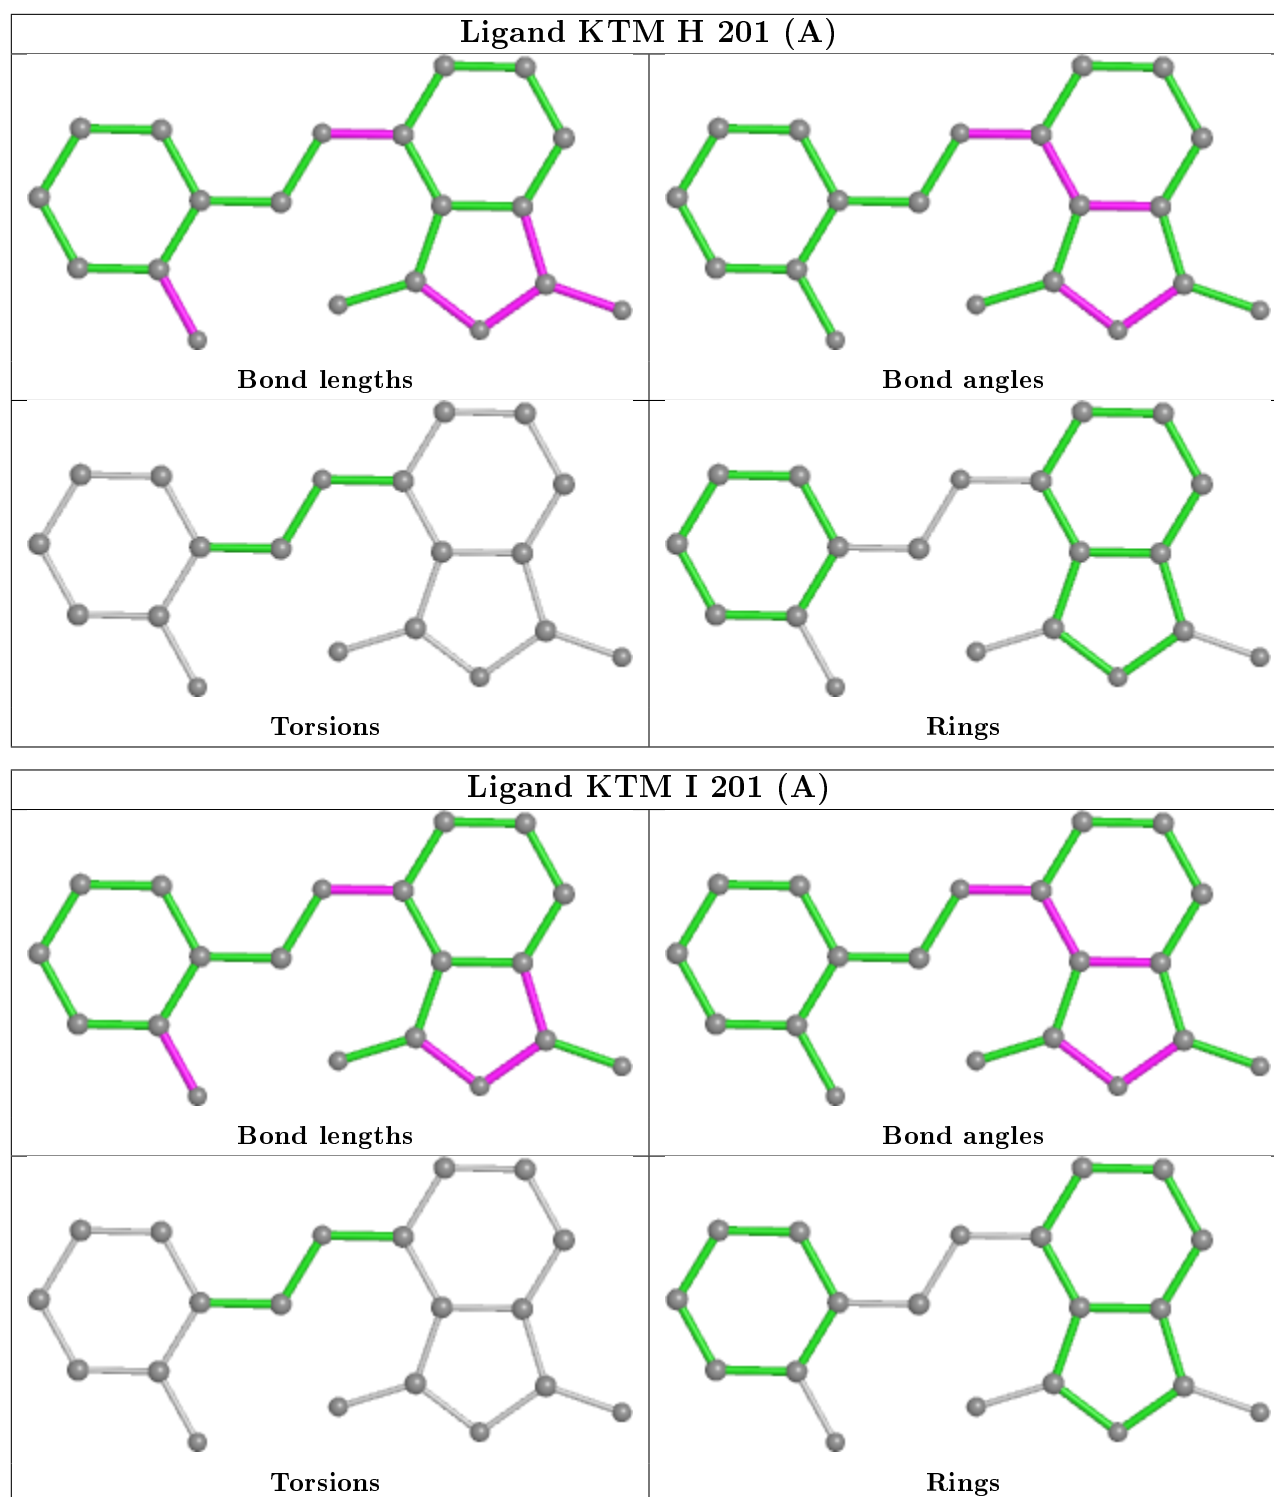 Ligand KTM H 201 (A)
Bond lengths
Bond angles
Torsions
Rings
Ligand KTM I 201 (A)
Bond lengths
Bond angles
Torsions
Rings